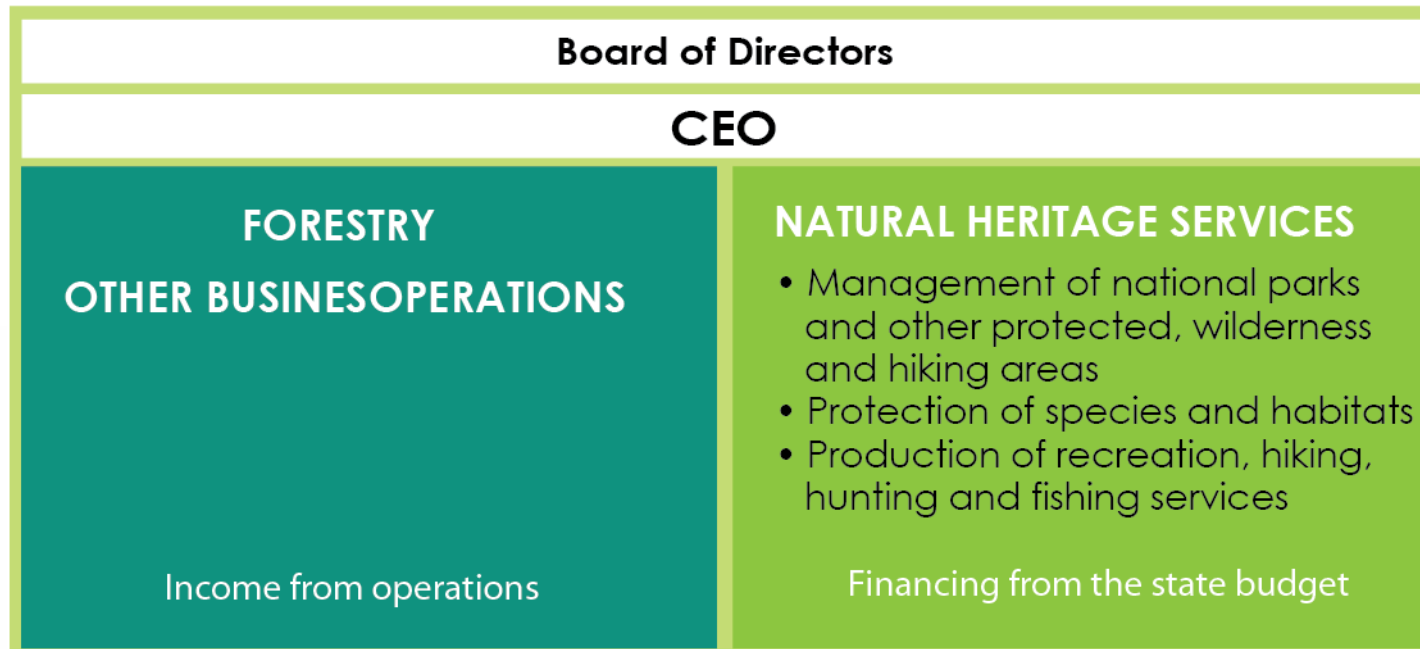 Board of Directors
CEO
FORESTRY
OTHER BUSINESOPERATIONS
Income from operations
NATURAL HERITAGE SERVICES
• Management of national parks
and other protected, wilderness
and hiking areas
• Protection of species and habitats
• Production of recreation, hiking,
hunting and fishing services
Financing from the state budget